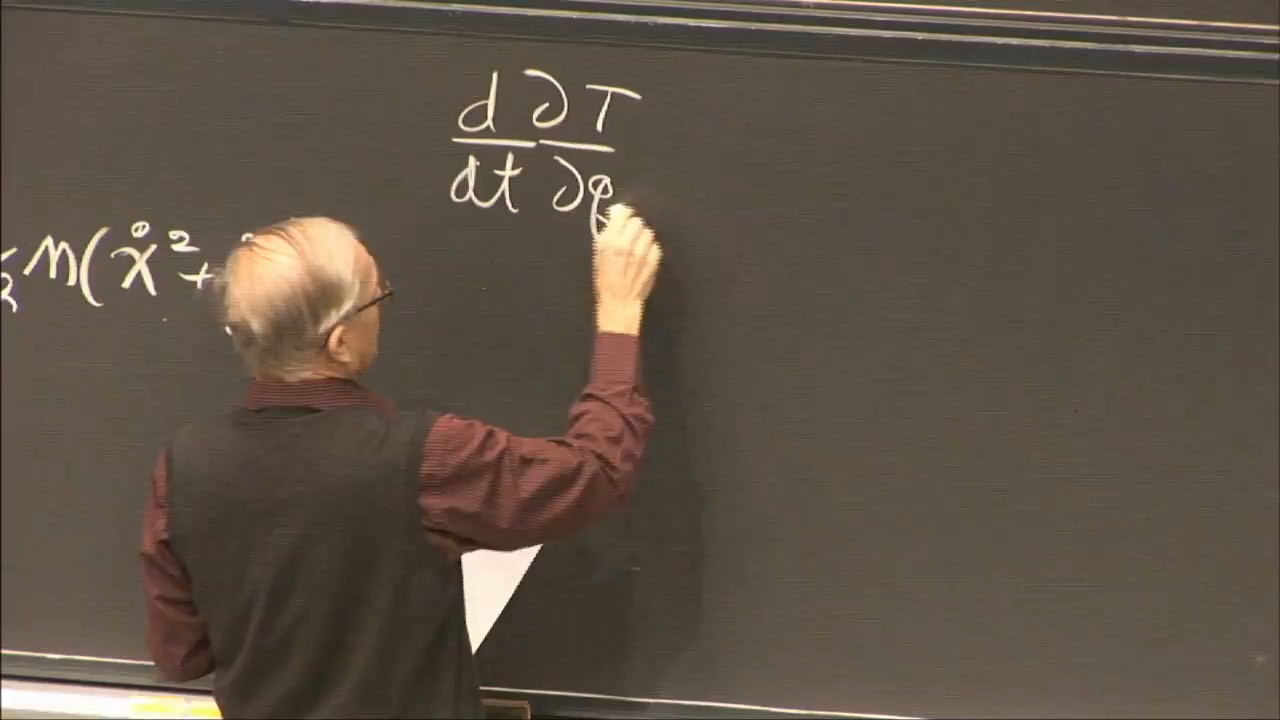 d ∂T
dt ∂q
½m(ẋ²+